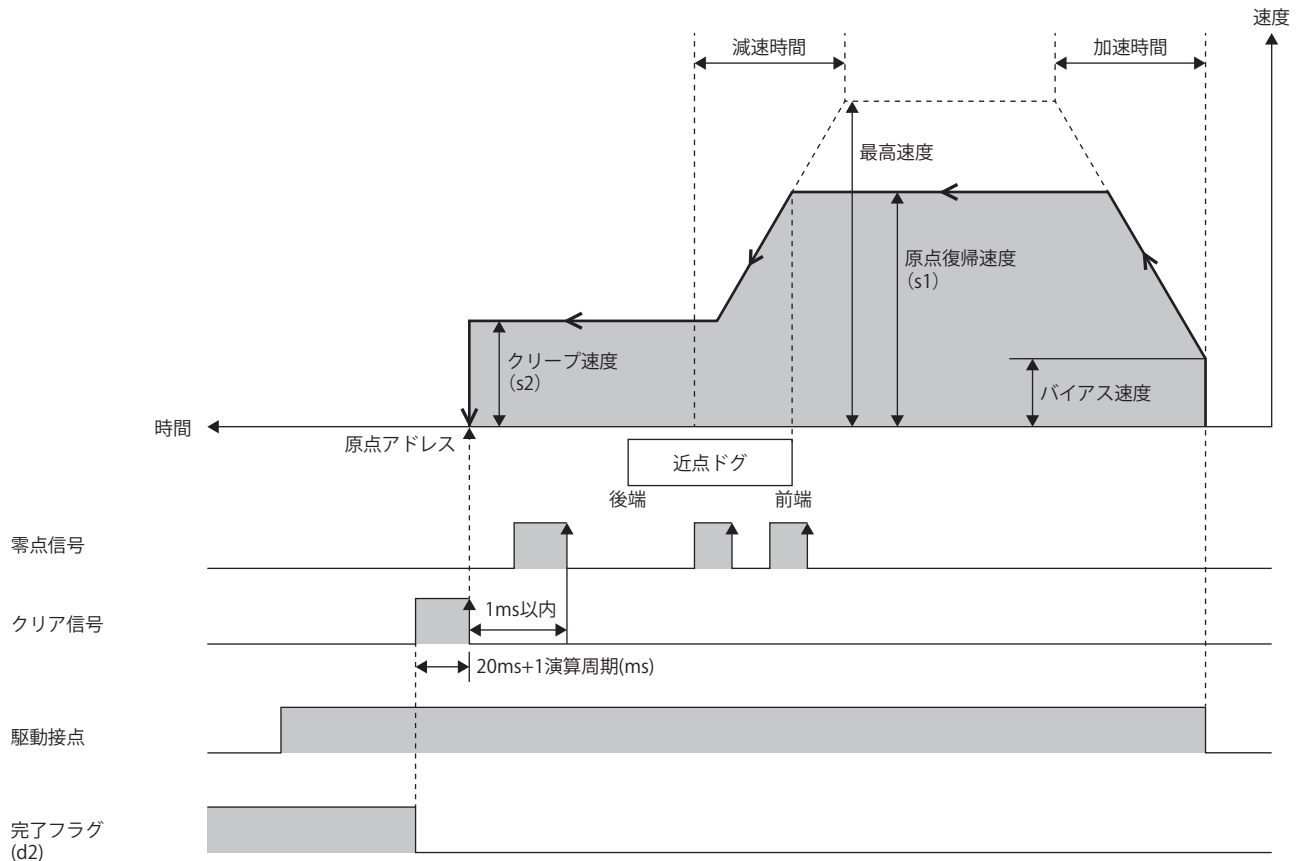 速度
減速時間
加速時間
最高速度
原点復帰速度
(s1)
クリープ速度
(s2)
バイアス速度
時間
原点アドレス
近点ドグ
後端
前端
零点信号
クリア信号
1ms以内
20ms+1演算周期(ms)
駆動接点
完了フラグ
(d2)